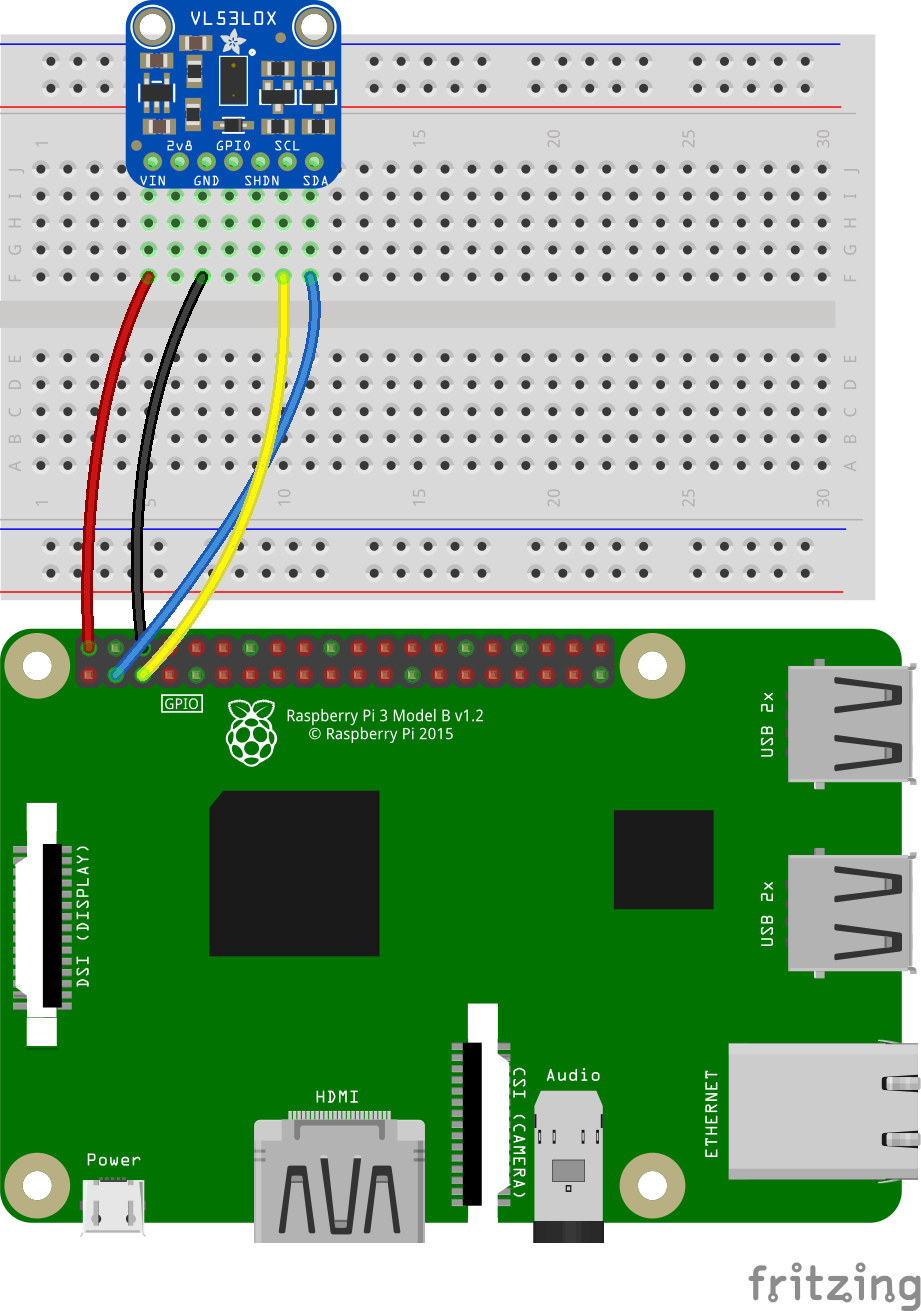 VL53L0X
2v8 GPIO SCL
VIN GND SHDN SDA
1 15 20 25 30
J J
I I
H H
G G
F F
E E
D D
C C
B B
A A
1 5 10 15 20 25 30
GPIO
Raspberry Pi 3 Model B v1.2
© Raspberry Pi 2015
USB 2x
DSI (DISPLAY)
USB 2x
ETHERNET
CSI (CAMERA)
Audio
HDMI
Power
fritzing